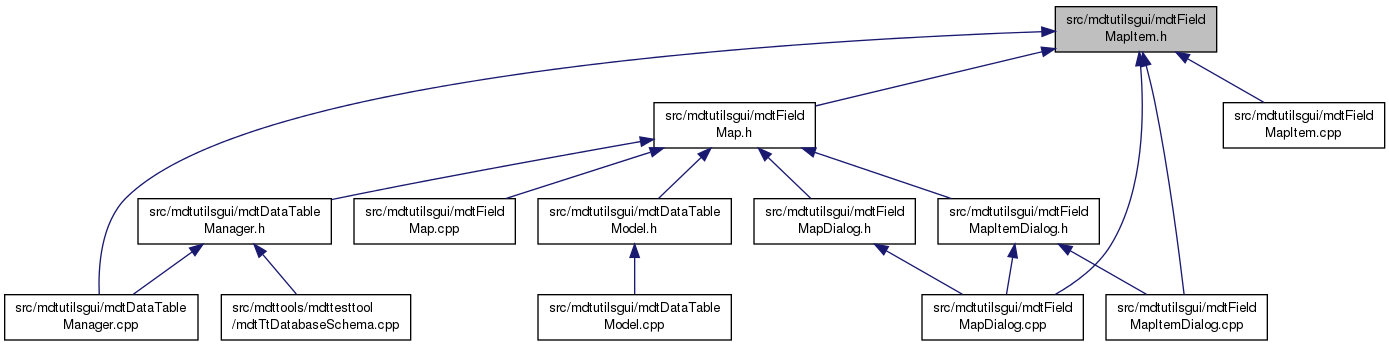 src/mdtutilsgui/mdtField
MapItem.h
src/mdtutilsgui/mdtField
Map.h
src/mdtutilsgui/mdtField
MapItem.cpp
src/mdtutilsgui/mdtDataTable
Manager.h
src/mdtutilsgui/mdtField
Map.cpp
src/mdtutilsgui/mdtDataTable
Model.h
src/mdtutilsgui/mdtField
MapDialog.h
src/mdtutilsgui/mdtField
MapItemDialog.h
src/mdtutilsgui/mdtDataTable
Manager.cpp
src/mdttools/mdttesttool
/mdtTtDatabaseSchema.cpp
src/mdtutilsgui/mdtDataTable
Model.cpp
src/mdtutilsgui/mdtField
MapDialog.cpp
src/mdtutilsgui/mdtField
MapItemDialog.cpp